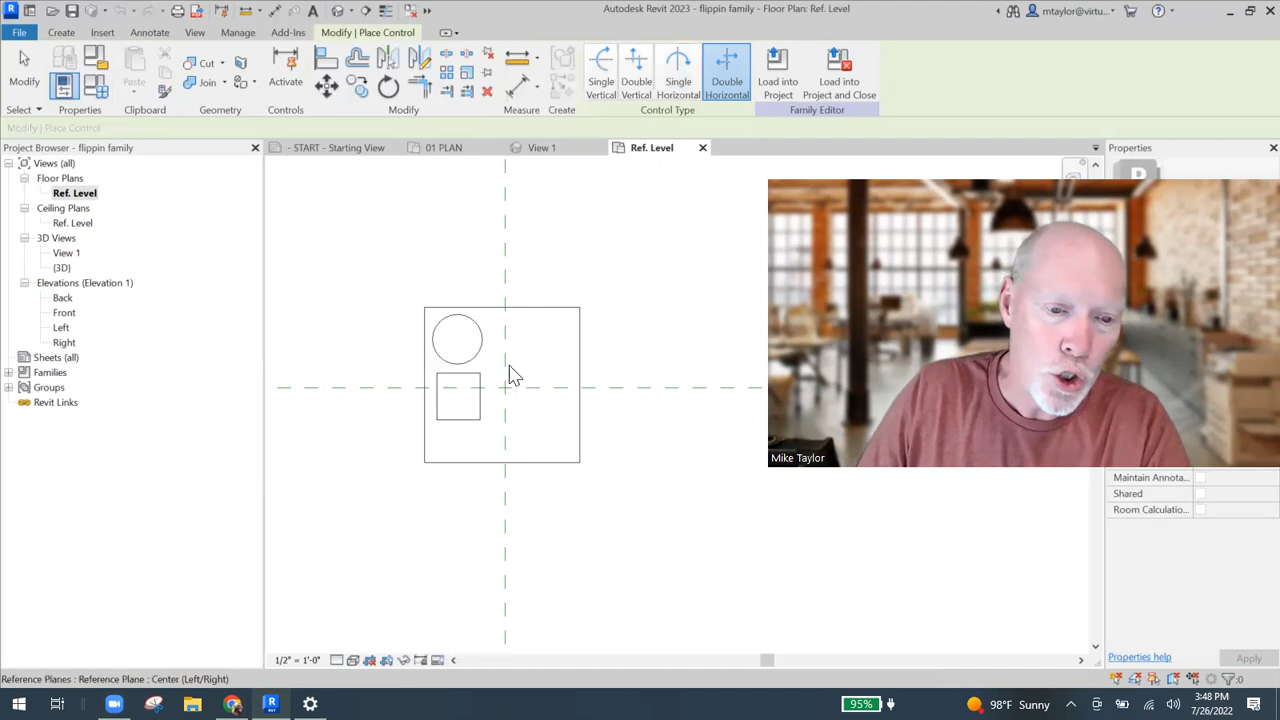 Autodesk Revit 2023 - flippin family - Floor Plan: Ref. Level
mtaylor@virtu...
File
Create
Insert
Annotate
View
Manage
Add-Ins
Modify | Place Control
Modify
Paste
Cut
Join
Activate
Single Vertical
Double Vertical
Single Horizontal
Double Horizontal
Load into Project
Load into Project and Close
Select
Properties
Clipboard
Geometry
Controls
Modify
Measure
Create
Control Type
Family Editor
Modify | Place Control
Project Browser - flippin family
- START - Starting View
01 PLAN
View 1
Ref. Level
Properties
Views (all)
Floor Plans
Ref. Level
Ceiling Plans
Ref. Level
3D Views
View 1
{3D}
Elevations (Elevation 1)
Back
Front
Left
Right
Sheets (all)
Families
Groups
Revit Links
Mike Taylor
Maintain Annota...
Shared
Room Calculatio...
Properties help
Apply
1/2" = 1'-0"
Reference Planes : Reference Plane : Center (Left/Right)
:0
95%
98°F Sunny
3:48 PM
7/26/2022